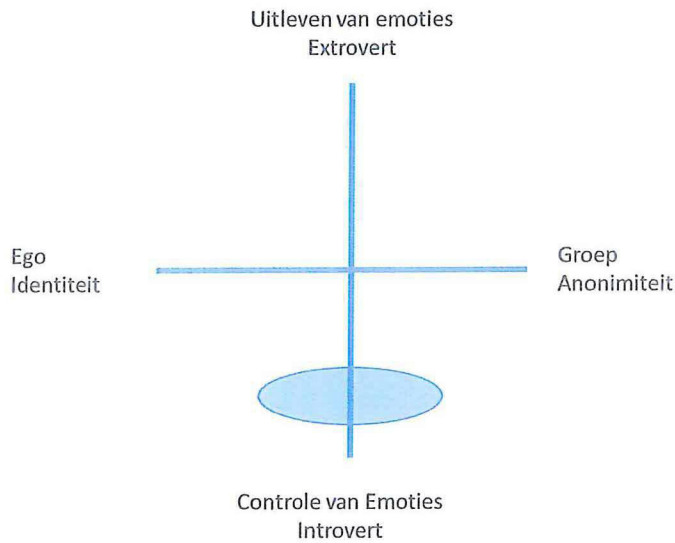 Uitleven van emoties
Extrovert
Ego
Identiteit
Groep
Anonimiteit
Controle van Emoties
Introvert